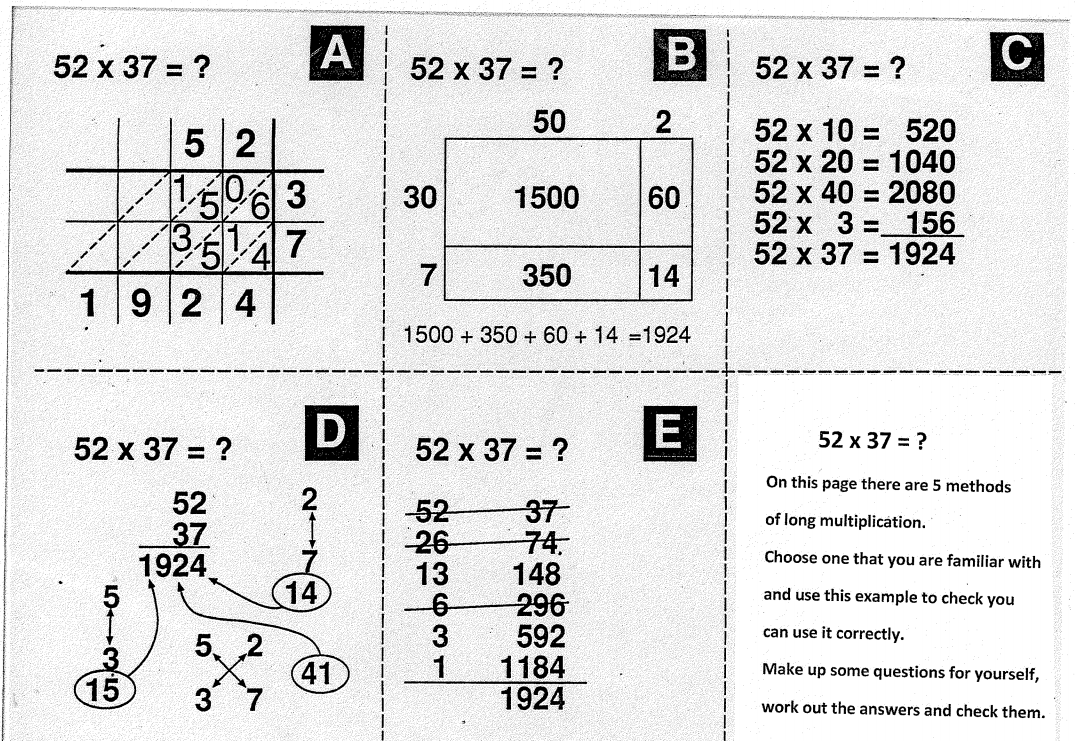 52 x 37 = ?
A
5 2
1 5 0 6 3
3 5 1 4 7
1 9 2 4
52 x 37 = ?
B
50 2
30 1500 60
7 350 14
1500 + 350 + 60 + 14 =1924
52 x 37 = ?
C
52 x 10 = 520
52 x 20 = 1040
52 x 40 = 2080
52 x 3 = 156
52 x 37 = 1924
52 x 37 = ?
D
52
37
1924
2
7
14
5
3
15
5 2
3 7
41
52 x 37 = ?
E
52 37
26 74.
13 148
6 296
3 592
1 1184
1924
52 x 37 = ?
On this page there are 5 methods
of long multiplication.
Choose one that you are familiar with
and use this example to check you
can use it correctly.
Make up some questions for yourself,
work out the answers and check them.